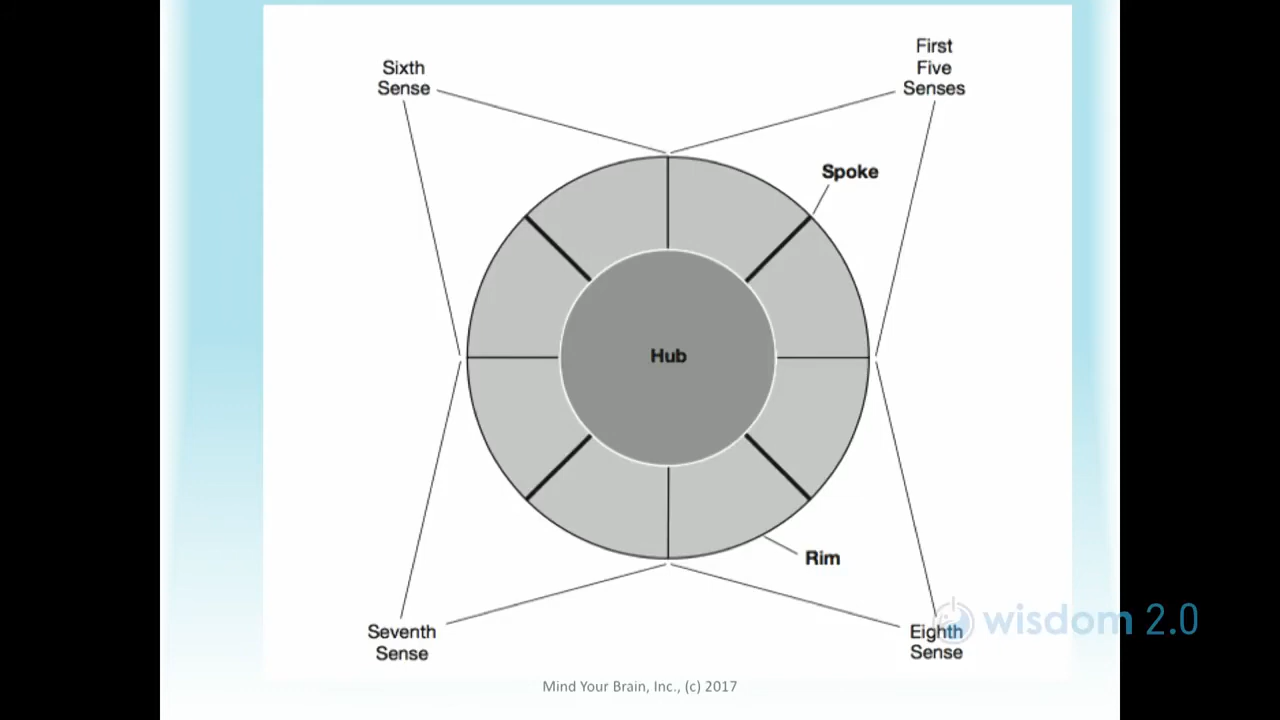 Sixth
Sense
First
Five
Senses
Spoke
Hub
Rim
Seventh
Sense
Eighth
Sense
wisdom 2.0
Mind Your Brain, Inc., (c) 2017